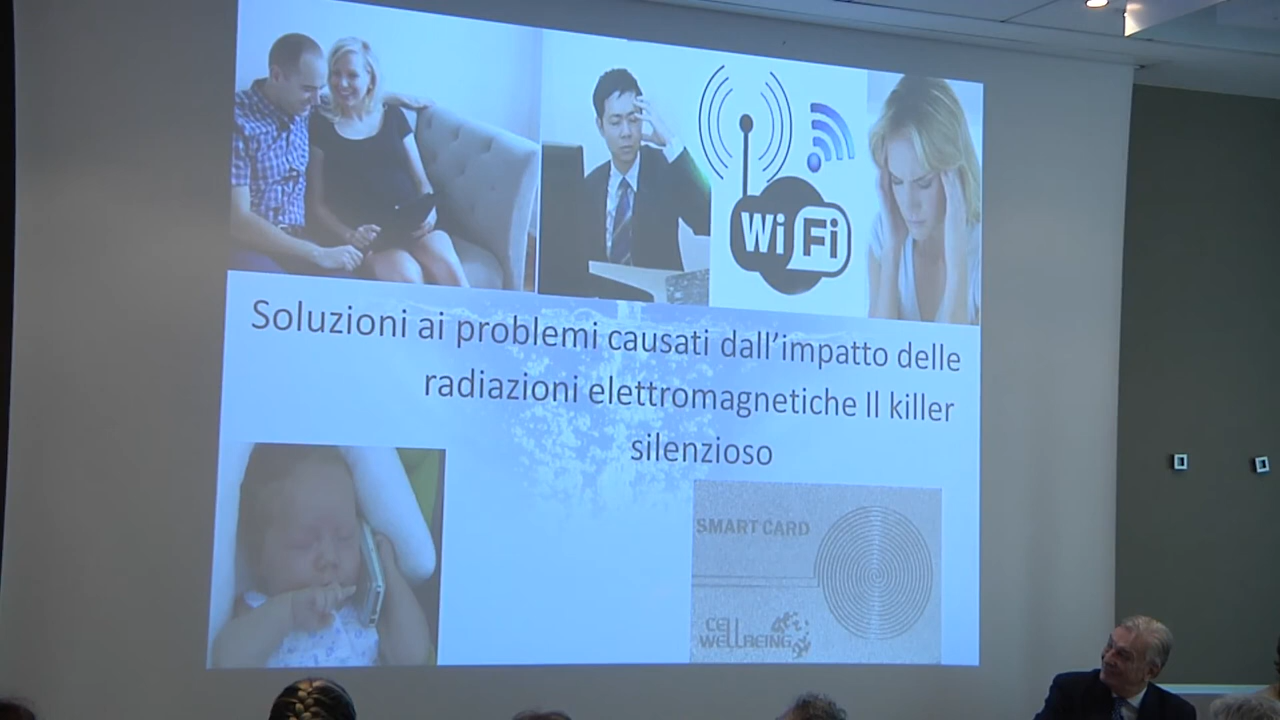 Wi Fi
Soluzioni ai problemi causati dall'impatto delle
radiazioni elettromagnetiche Il killer
silenzioso
SMART CARD
CELL
WELLBEING